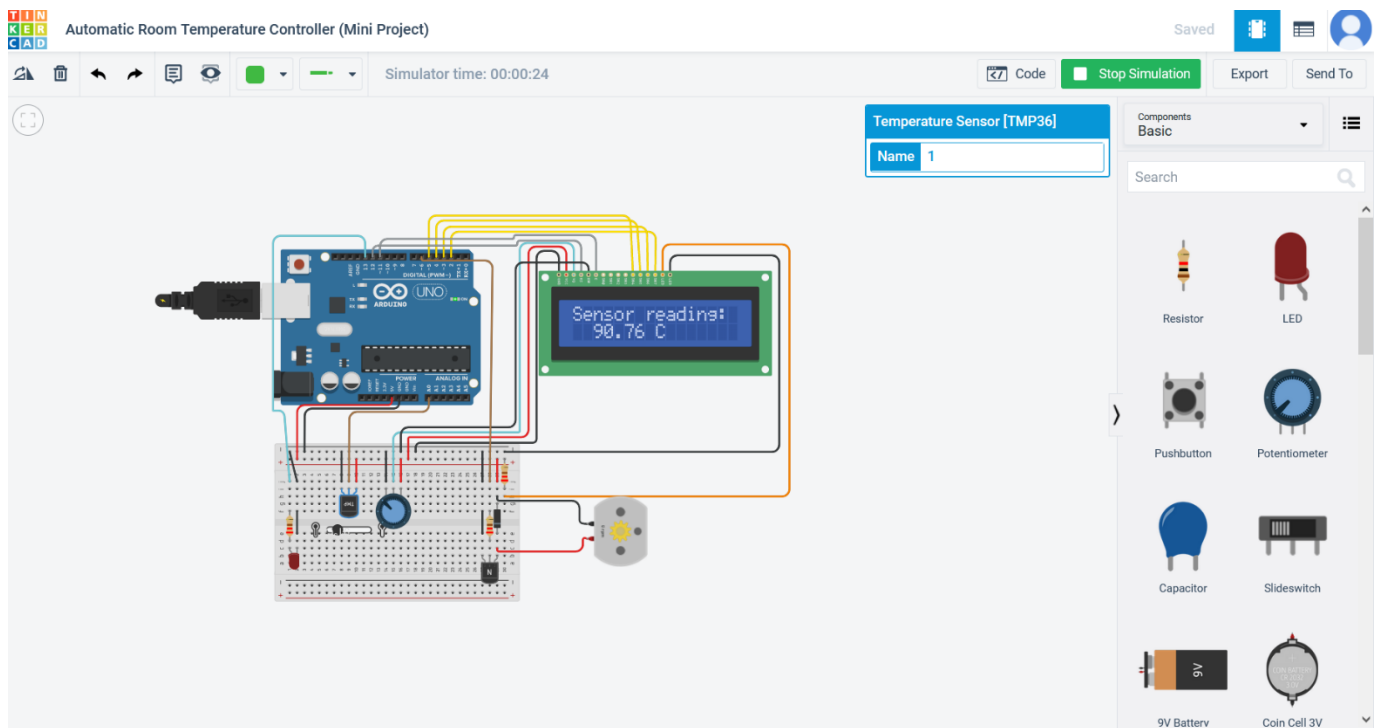 TIN
KER
CAD
Automatic Room Temperature Controller (Mini Project)
Saved
Simulator time: 00:00:24
Code
Stop Simulation
Export
Send To
Temperature Sensor [TMP36]
Name 1
Components
Basic
Search
Resistor
LED
Pushbutton
Potentiometer
Capacitor
Slideswitch
9V
9V Battery
Coin Cell 3V
DIGITAL (PWM~)
UNO
ARDUINO
POWER
ANALOG IN
Sensor reading:
90.76 C
TMP
N